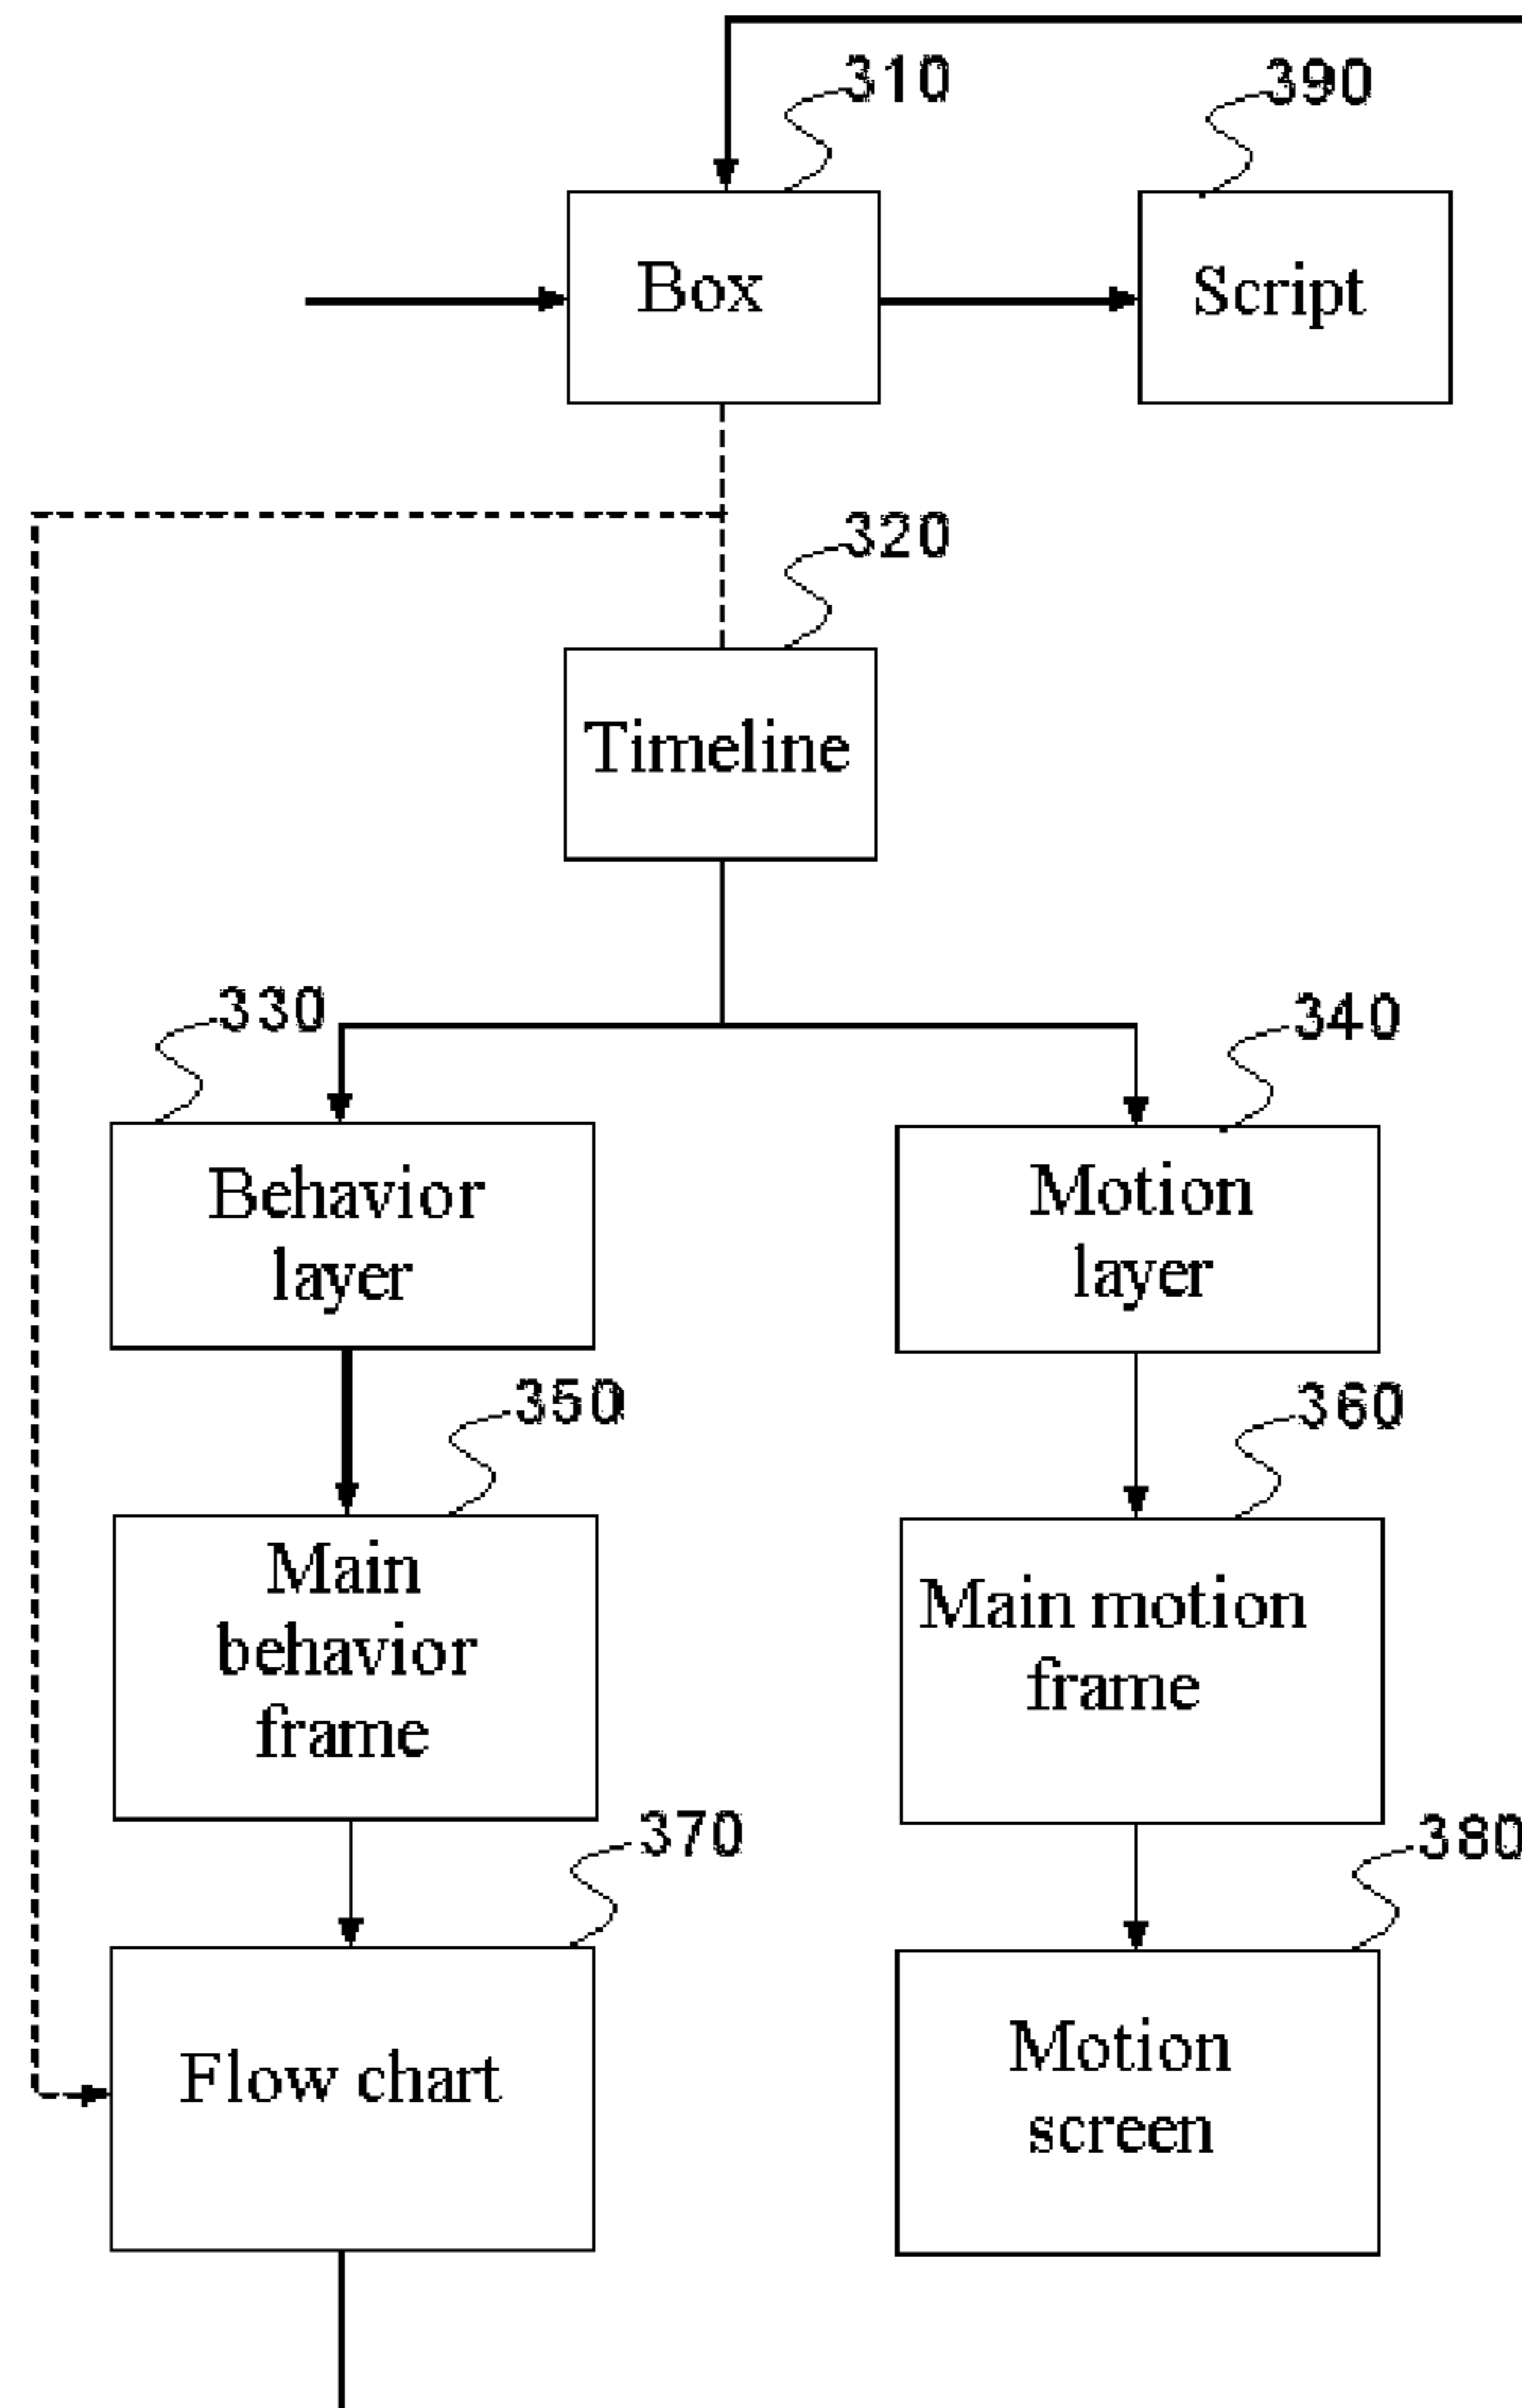 310
390
Box
Script
320
Timeline
330
340
Behavior
layer
Motion
layer
350
360
Main
behavior
frame
Main motion
frame
370
380
Flow chart
Motion
screen